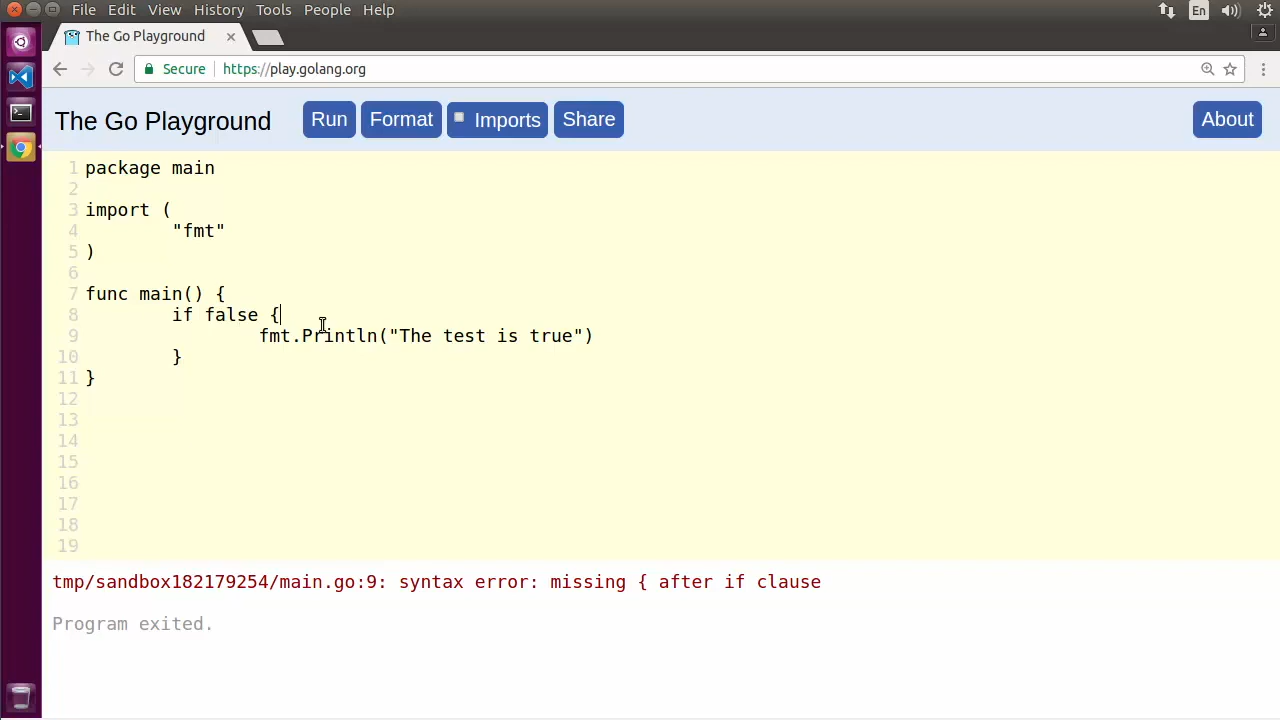 File Edit View History Tools People Help
En
The Go Playground
Secure https://play.golang.org
The Go Playground Run Format Imports Share About
1 package main
2
3 import (
4 "fmt"
5 )
6
7 func main() {
8 if false {
9 fmt.Println("The test is true")
10 }
11 }
12
13
14
15
16
17
18
19
tmp/sandbox182179254/main.go:9: syntax error: missing { after if clause
Program exited.